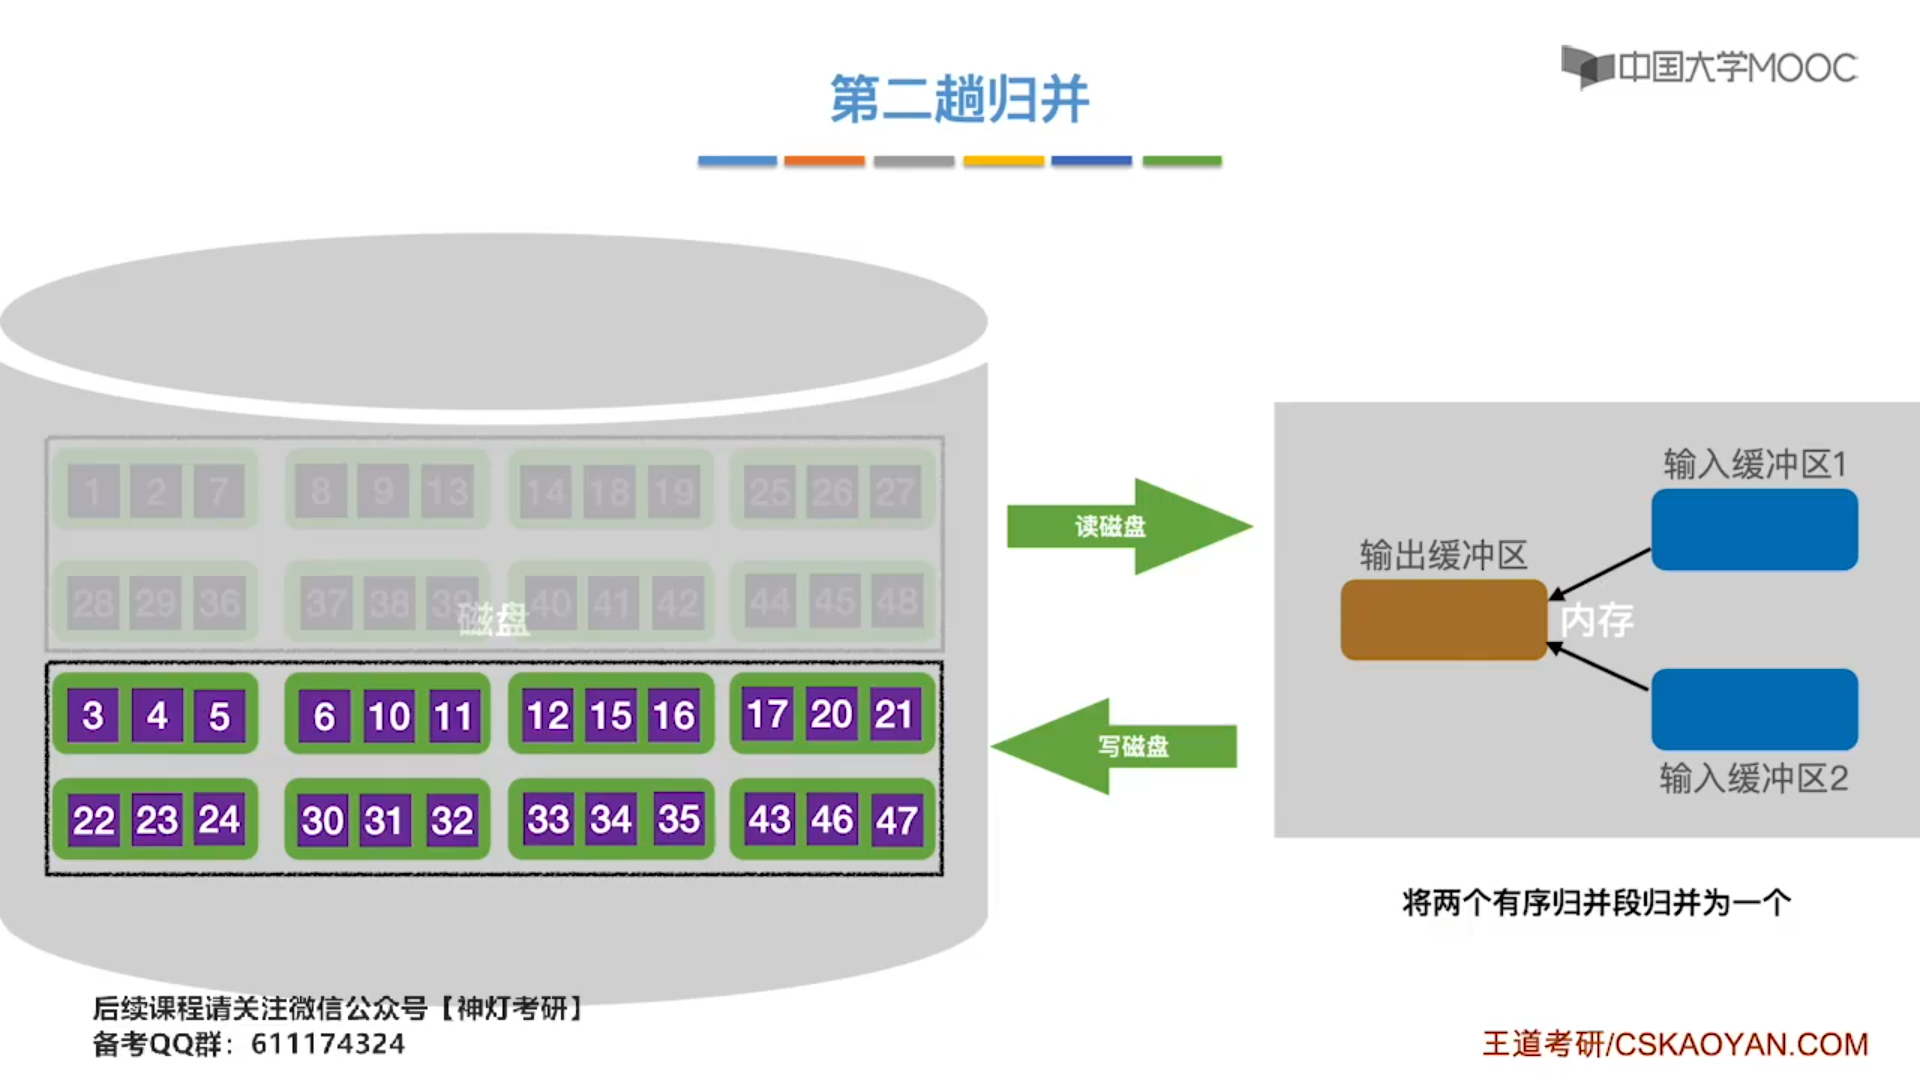 中国大学MOOC
第二趟归并
1 2 7 8 9 13 14 18 19 25 26 27
28 29 36 37 38 39 40 41 42 44 45 48
磁盘
3 4 5 6 10 11 12 15 16 17 20 21
22 23 24 30 31 32 33 34 35 43 46 47
读磁盘
写磁盘
输入缓冲区1
输出缓冲区
内存
输入缓冲区2
将两个有序归并段归并为一个
后续课程请关注微信公众号【神灯考研】
备考QQ群：611174324
王道考研/CSKAOYAN.COM